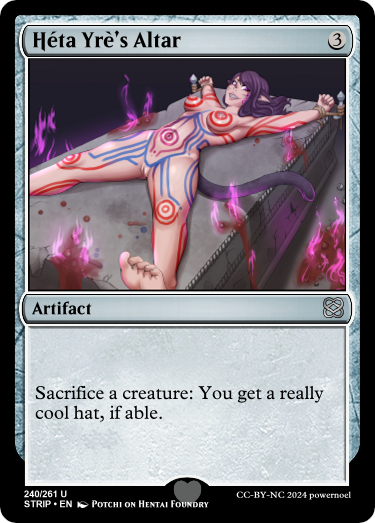 Héta Yrè's Altar
3
Artifact
Sacrifice a creature: You get a really
cool hat, if able.
240/261 U
STRIP • EN Potchi on Hentai Foundry
CC-BY-NC 2024 powernoel